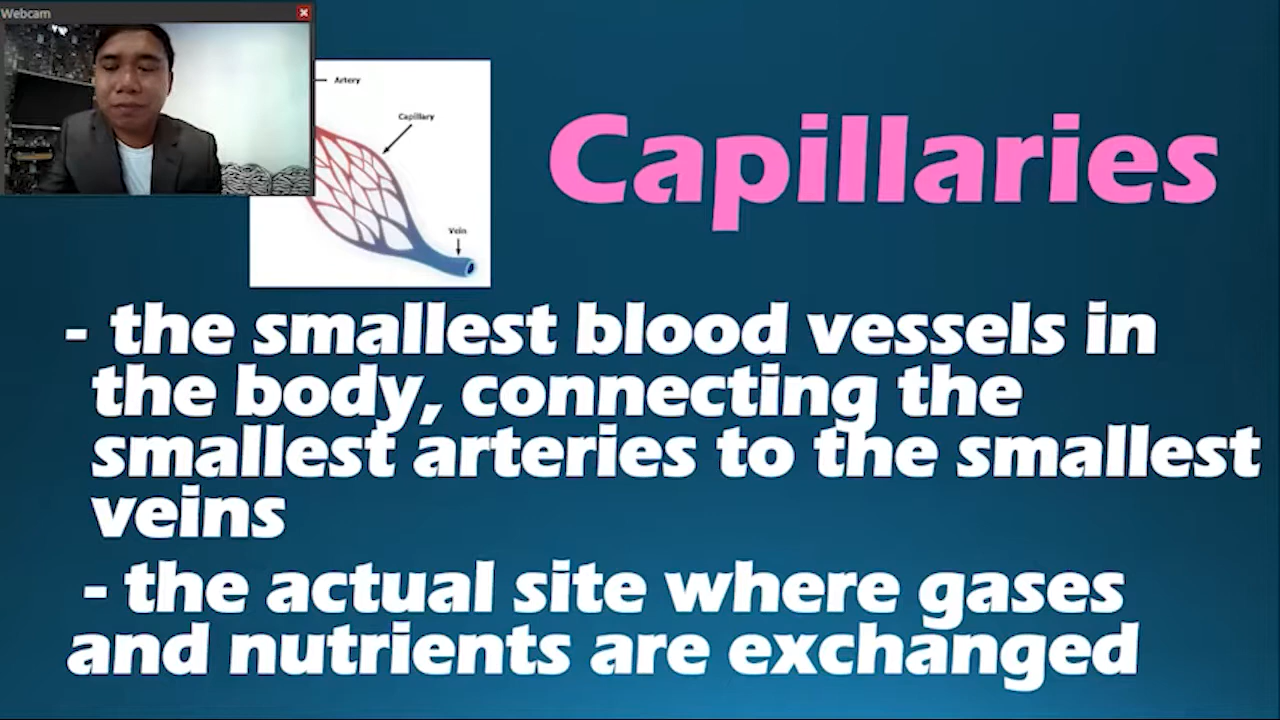 Webcam
Artery
Capillary
Vein
Capillaries
- the smallest blood vessels in
the body, connecting the
smallest arteries to the smallest
veins
- the actual site where gases
and nutrients are exchanged